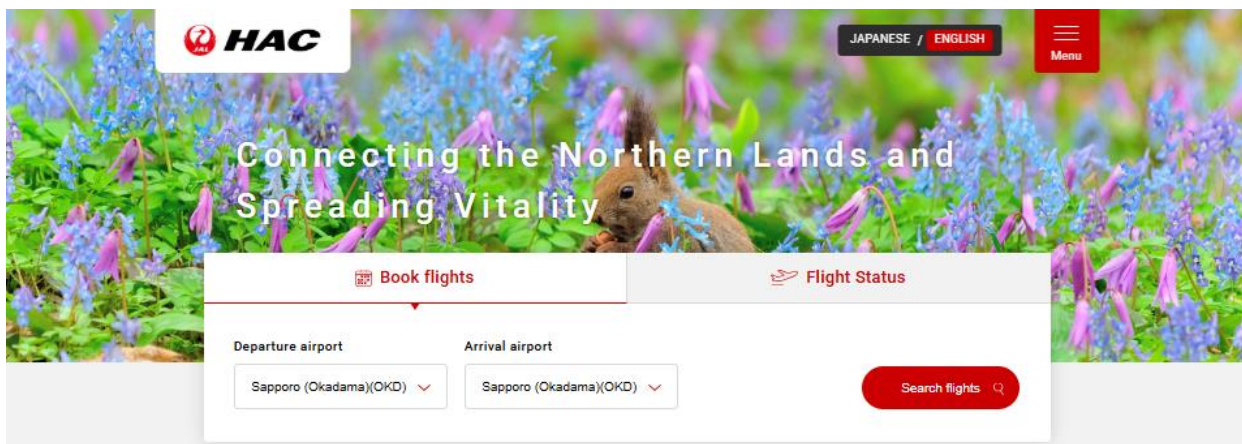 JAL HAC
JAPANESE / ENGLISH
Menu
Connecting the Northern Lands and
Spreading Vitality
Book flights
Flight Status
Departure airport
Arrival airport
Sapporo (Okadama)(OKD)
Sapporo (Okadama)(OKD)
Search flights